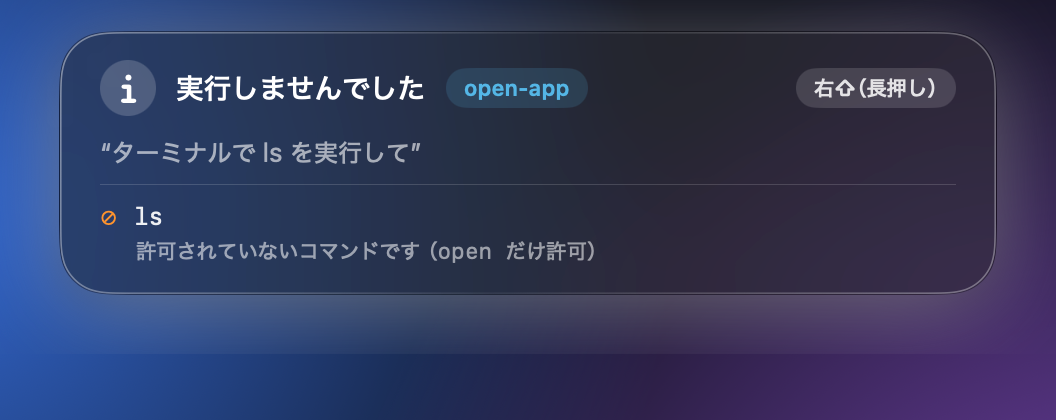 実行しませんでした open-app 右⇧(長押し)
“ターミナルで ls を実行して”
ls
許可されていないコマンドです (open だけ許可)